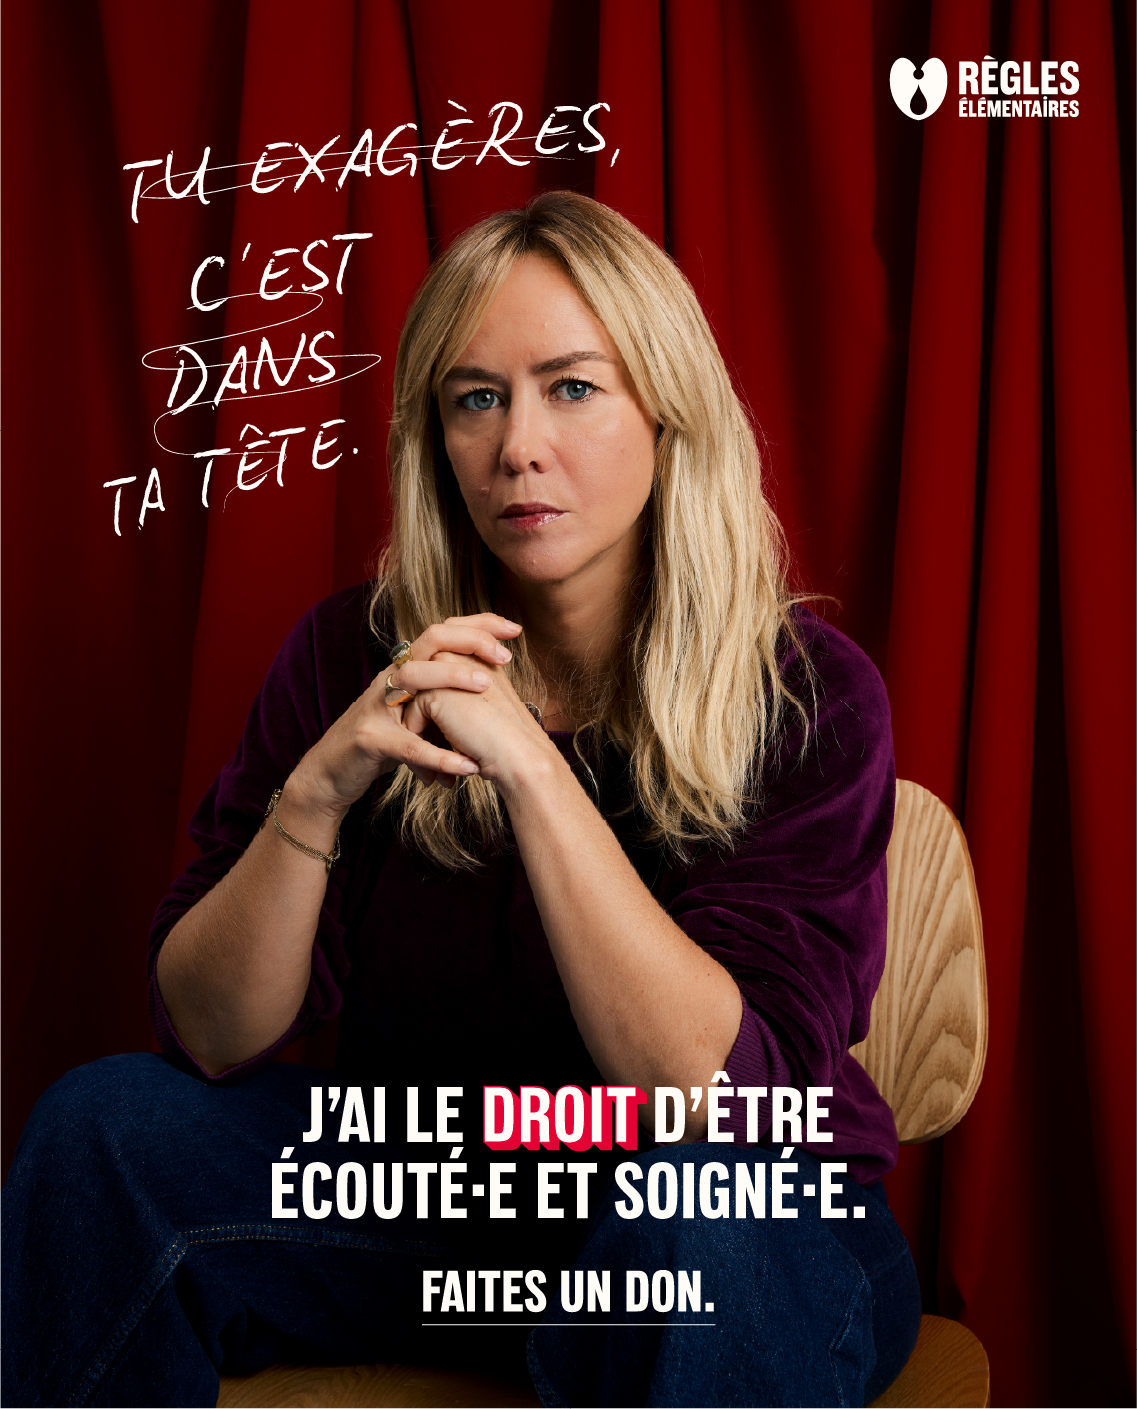 RÈGLES
ÉLÉMENTAIRES
TU EXAGÈRES,
C'EST
DANS
TA TÊTE.
J'AI LE DROIT D'ÊTRE
ÉCOUTÉ·E ET SOIGNÉ·E.
FAITES UN DON.